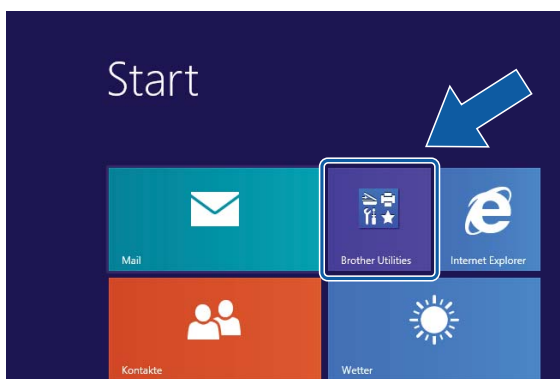 Start
Mail
Brother Utilities
Internet Explorer
Kontakte
Wetter